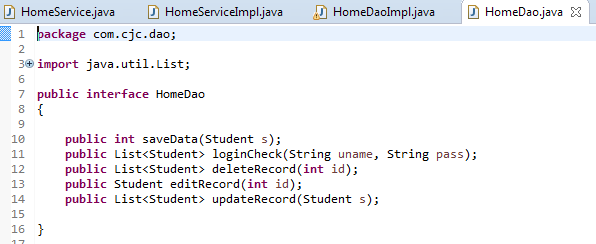 HomeService.java HomeServiceImpl.java HomeDaoImpl.java HomeDao.java
1 package com.cjc.dao;
2
3 import java.util.List;
6
7 public interface HomeDao
8 {
9
10 public int saveData(Student s);
11 public List<Student> loginCheck(String uname, String pass);
12 public List<Student> deleteRecord(int id);
13 public Student editRecord(int id);
14 public List<Student> updateRecord(Student s);
15
16 }
17